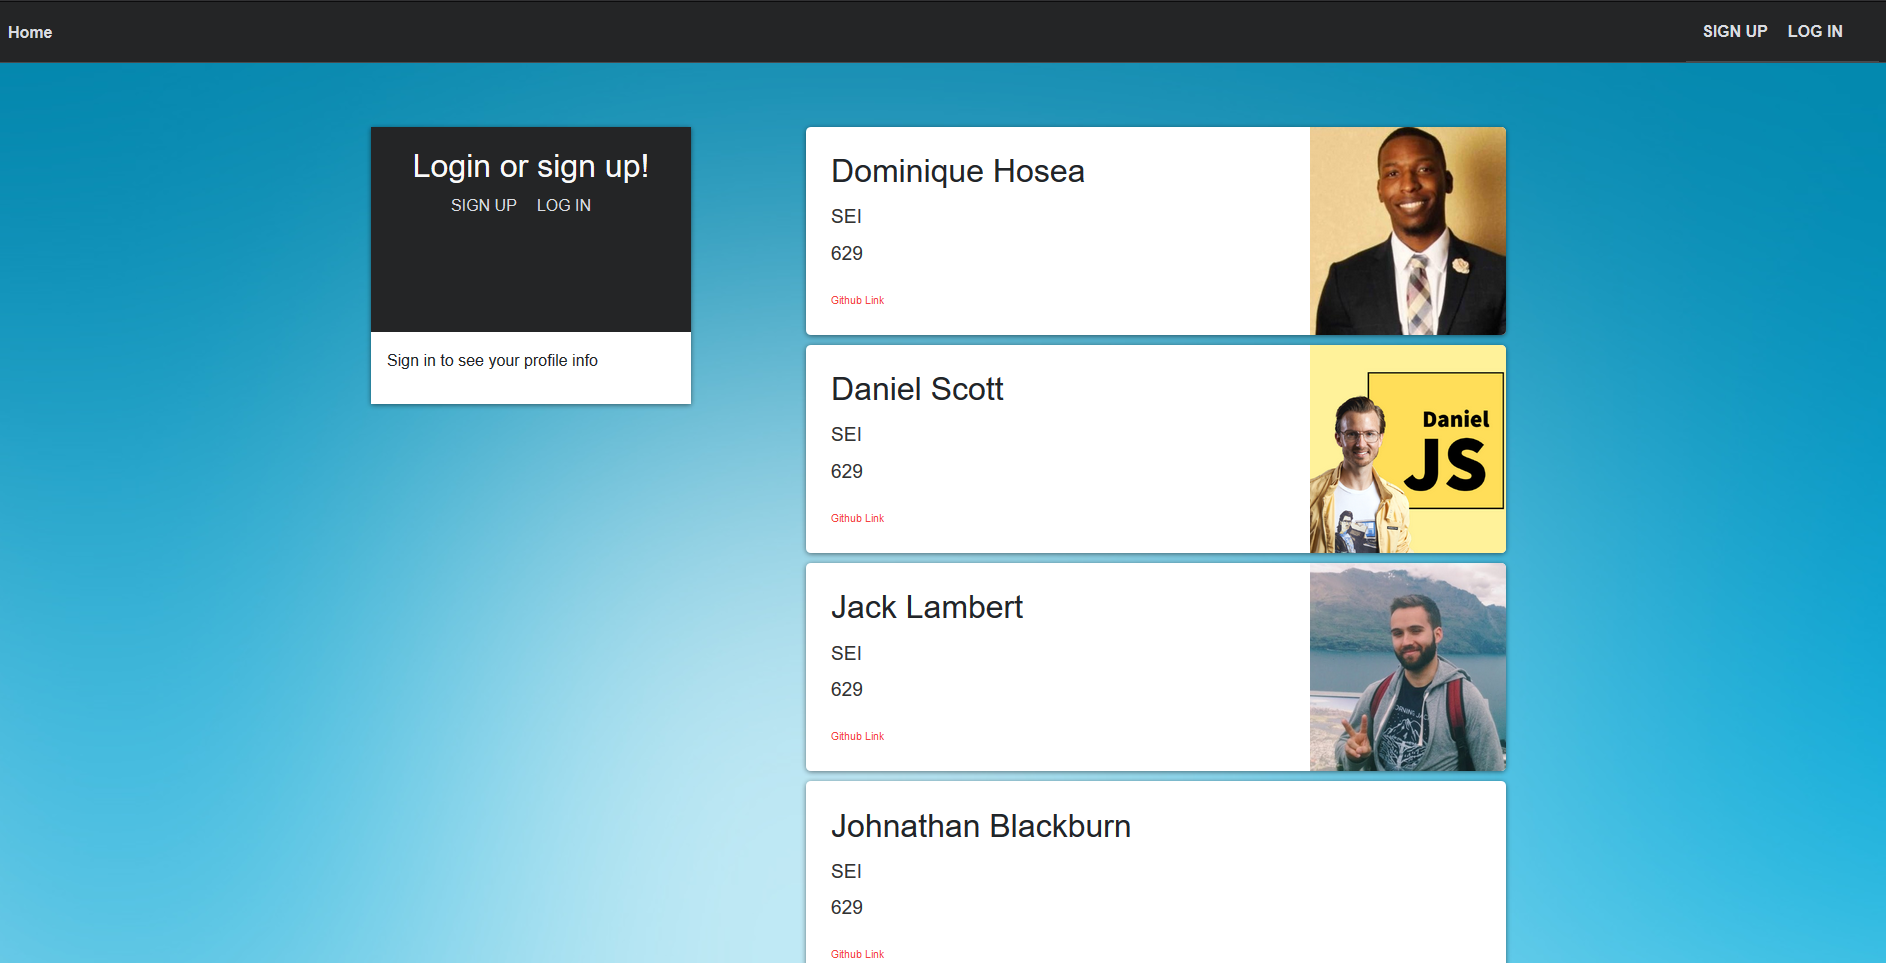 Home
SIGN UP LOG IN
Login or sign up!
SIGN UP LOG IN
Sign in to see your profile info
Dominique Hosea
SEI
629
Github Link
Daniel Scott
SEI
629
Github Link
Daniel
JS
Jack Lambert
SEI
629
Github Link
Johnathan Blackburn
SEI
629
Github Link